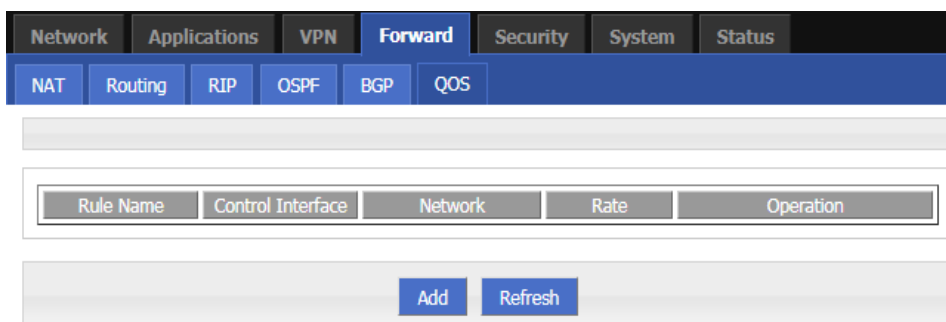 Network Applications VPN Forward Security System Status
NAT Routing RIP OSPF BGP QOS
Rule Name Control Interface Network Rate Operation
Add Refresh